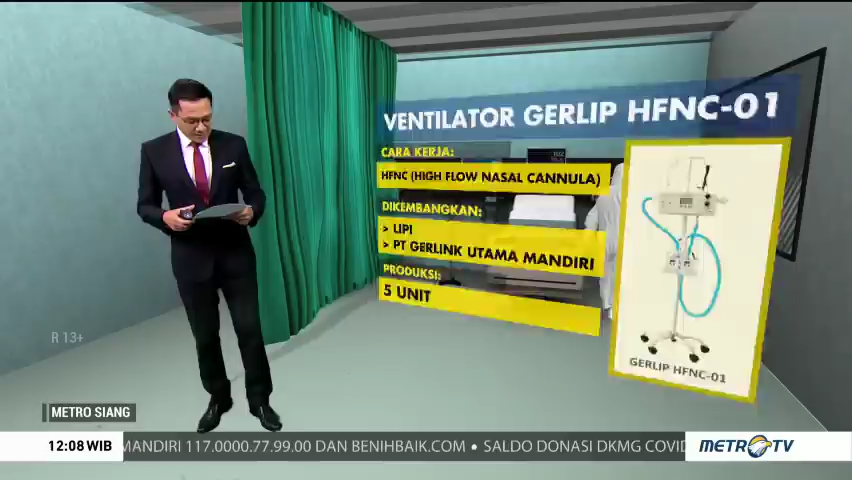 VENTILATOR GERLIP HFNC-01
CARA KERJA:
HFNC (HIGH FLOW NASAL CANNULA)
DIKEMBANGKAN:
> LIPI
> PT GERLINK UTAMA MANDIRI
PRODUKSI:
5 UNIT
GERLIP HFNC-01
R 13+
METRO SIANG
12:08 WIB
MANDIRI 117.0000.77.99.00 DAN BENIHBAIK.COM • SALDO DONASI DKMG COVID
METRO TV